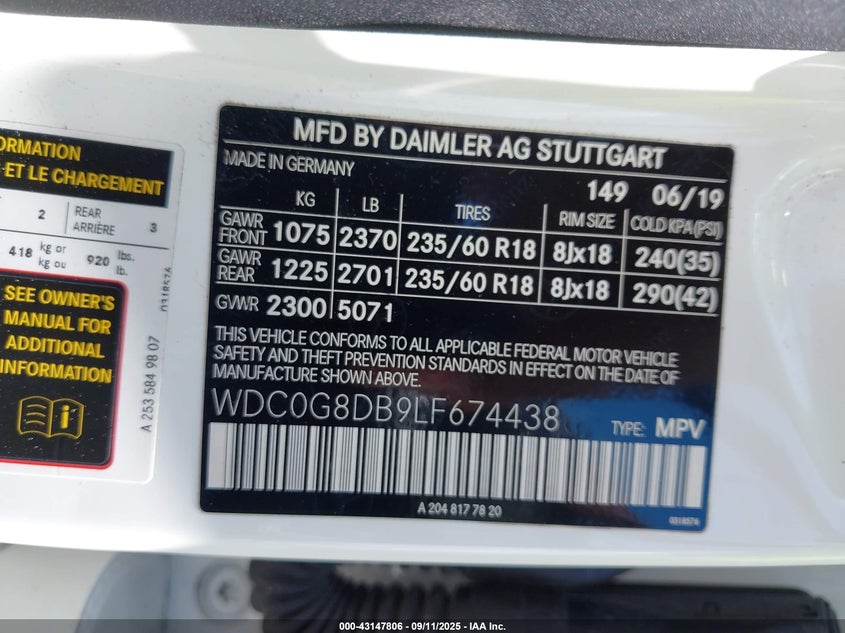 ORMATION
ET LE CHARGEMENT
2 REAR ARRIÈRE 3
418 kg or kg ou 920 lbs. lb.
SEE OWNER'S
MANUAL FOR
ADDITIONAL
INFORMATION
A 253 584 98 07
0318576
MFD BY DAIMLER AG STUTTGART
MADE IN GERMANY
149 06/19
KG LB TIRES RIM SIZE COLD KPA(PSI)
GAWR FRONT 1075 2370 235/60 R18 8Jx18 240(35)
GAWR REAR 1225 2701 235/60 R18 8Jx18 290(42)
GVWR 2300 5071
THIS VEHICLE CONFORMS TO ALL APPLICABLE FEDERAL MOTOR VEHICLE
SAFETY AND THEFT PREVENTION STANDARDS IN EFFECT ON THE DATE OF
MANUFACTURE SHOWN ABOVE.
WDC0G8DB9LF674438 TYPE: MPV
A 204 817 78 20
0318576
000-43147806 - 09/11/2025 - IAA Inc.